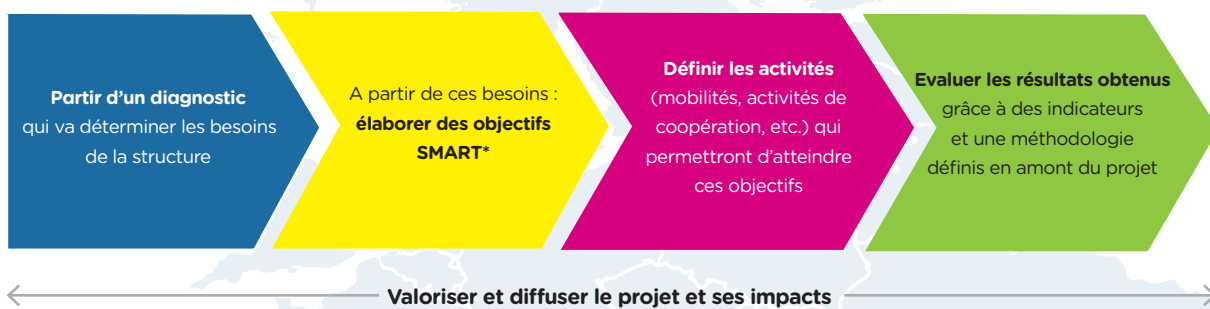 Partir d'un diagnostic
qui va déterminer les besoins
de la structure
A partir de ces besoins :
élaborer des objectifs
SMART*
Définir les activités
(mobilités, activités de
coopération, etc.) qui
permettront d'atteindre
ces objectifs
Evaluer les résultats obtenus
grâce à des indicateurs
et une méthodologie
définis en amont du projet
Valoriser et diffuser le projet et ses impacts